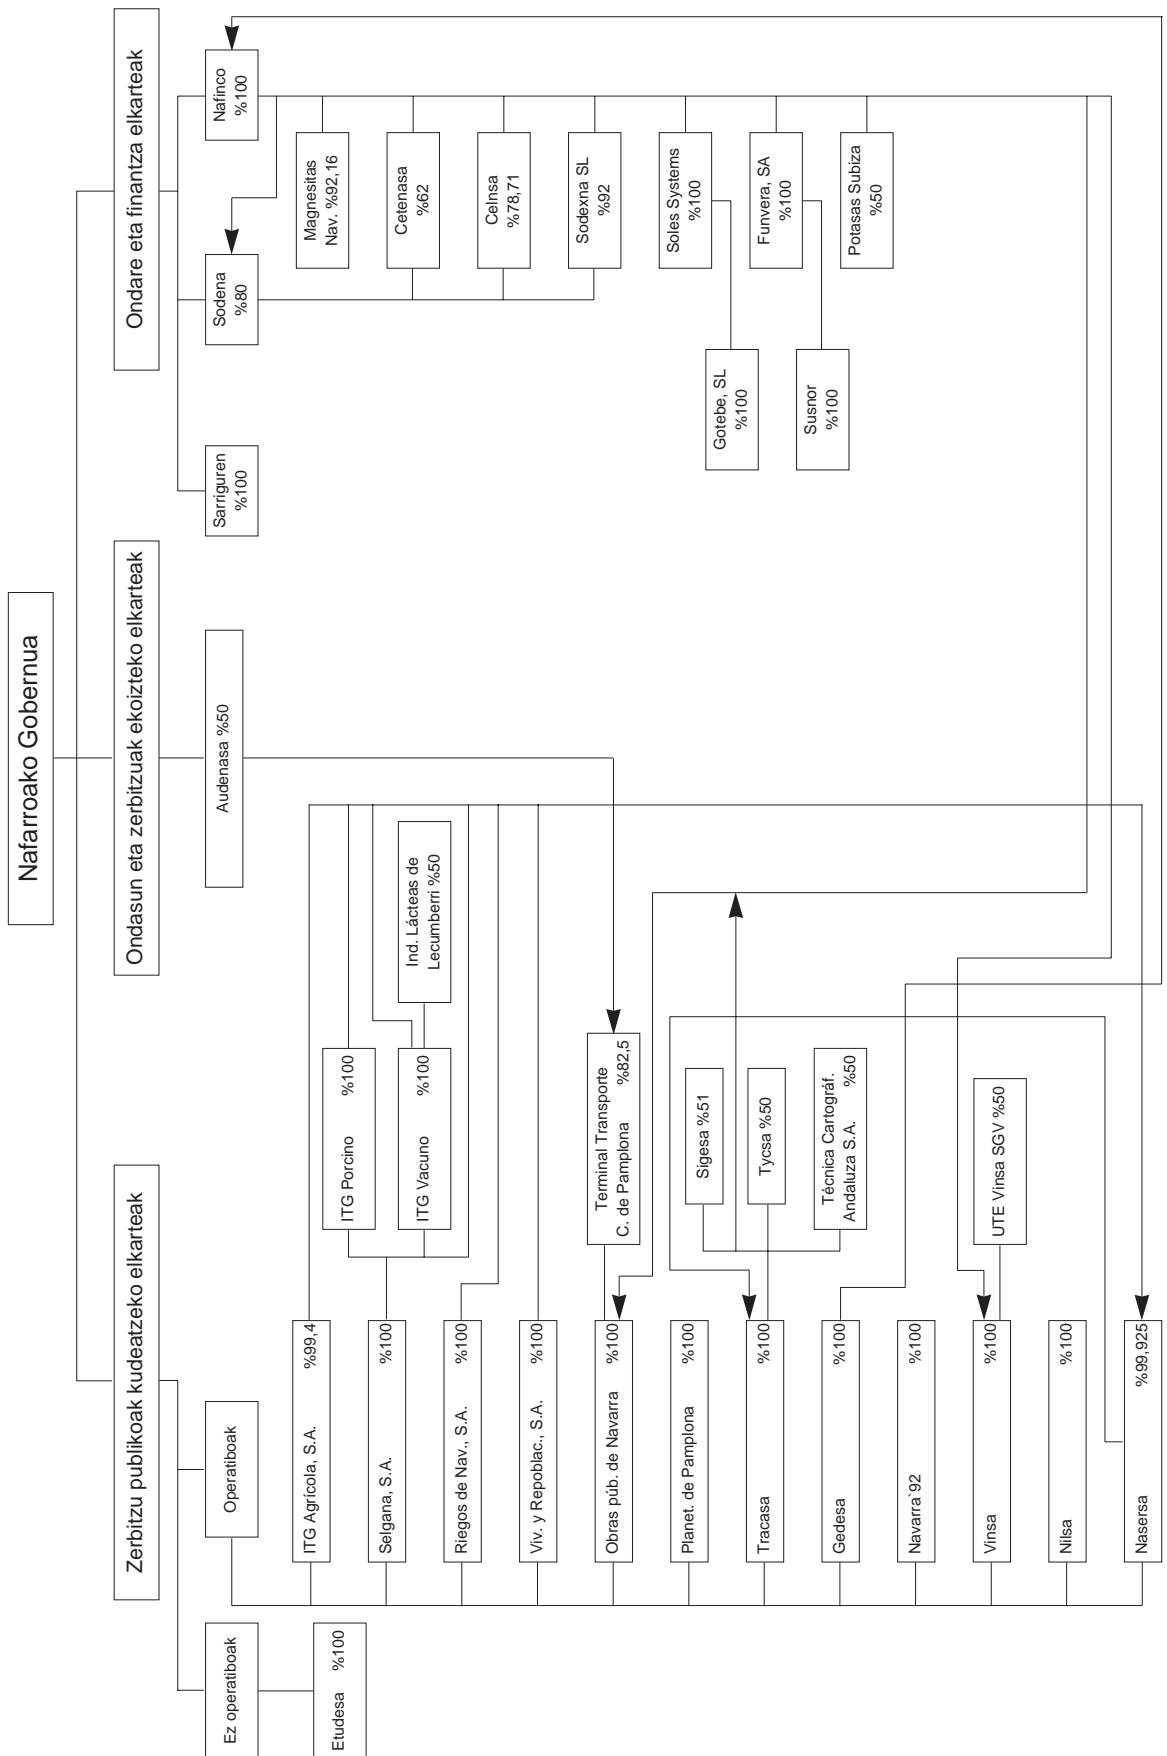 Nafarroako Gobernua
Zerbitzu publikoak kudeatzeko elkarteak
Ondasun eta zerbitzuak ekoizteko elkarteak
Ondare eta finantza elkarteak
Ez operatiboak
Operatiboak
Audenasa %50
Sarriguren
%100
Sodena
%80
Nafinco
%100
Etudesa %100
ITG Agrícola, S.A. %99,4
Selgana, S.A. %100
Riegos de Nav., S.A. %100
Viv. y Repoblac., S.A. %100
Obras púb. de Navarra %100
Planet. de Pamplona %100
Tracasa %100
Gedesa %100
Navarra`92 %100
Vinsa %100
Nilsa %100
Nasersa %99,925
ITG Porcino %100
ITG Vacuno %100
Ind. Lácteas de
Lecumberri %50
Terminal Transporte
C. de Pamplona %82,5
Sigesa %51
Tycsa %50
Técnica Cartográf.
Andaluza S.A. %50
UTE Vinsa SGV %50
Magnesitas
Nav. %92,16
Cetenasa
%62
CeInsa
%78,71
Sodexna SL
%92
Soles Systems
%100
Gotebe, SL
%100
Funvera, SA
%100
Susnor
%100
Potasas Subiza
%50